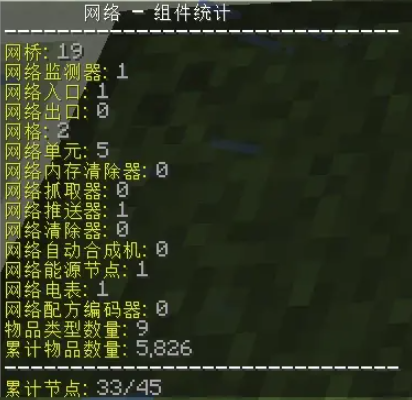 网络 - 组件统计
网桥: 19
网络监测器: 1
网络入口: 1
网络出口: 0
网格: 2
网络单元: 5
网络内存清除器: 0
网络抓取器: 0
网络推送器: 1
网络清除器: 0
网络自动合成机: 0
网络能源节点: 1
网络电表: 1
网络配方编码器: 0
物品类型数量: 9
累计物品数量: 5,826
累计节点: 33/45